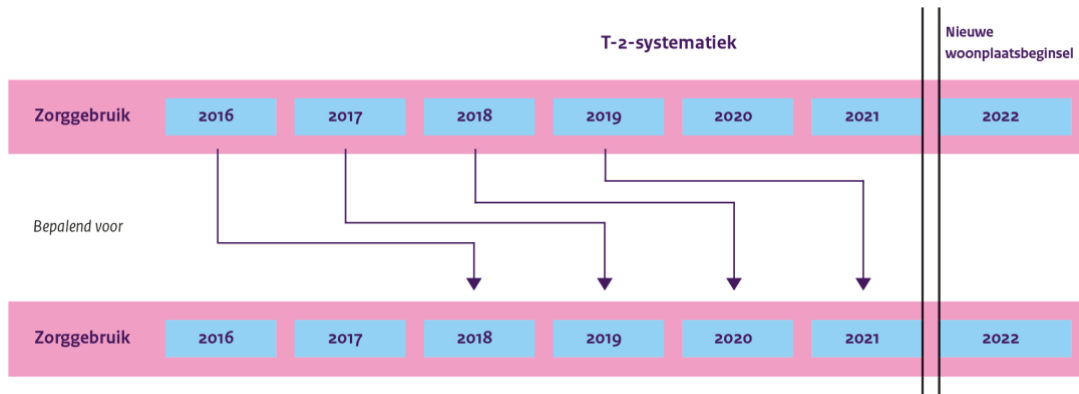 T-2-systematiek
Nieuwe
woonplaatsbeginsel
Zorggebruik 2016 2017 2018 2019 2020 2021 2022
Bepalend voor
Zorggebruik 2016 2017 2018 2019 2020 2021 2022